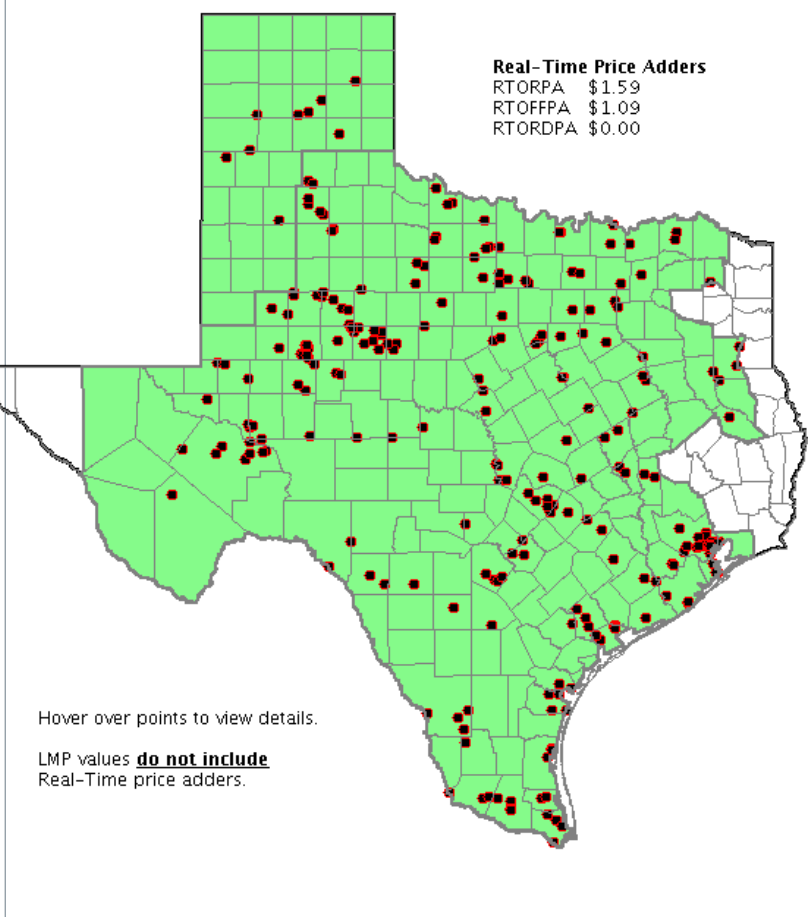 Real-Time Price Adders
RTORPA $1.59
RTOFFPA $1.09
RTORDPA $0.00
Hover over points to view details.
LMP values do not include
Real-Time price adders.